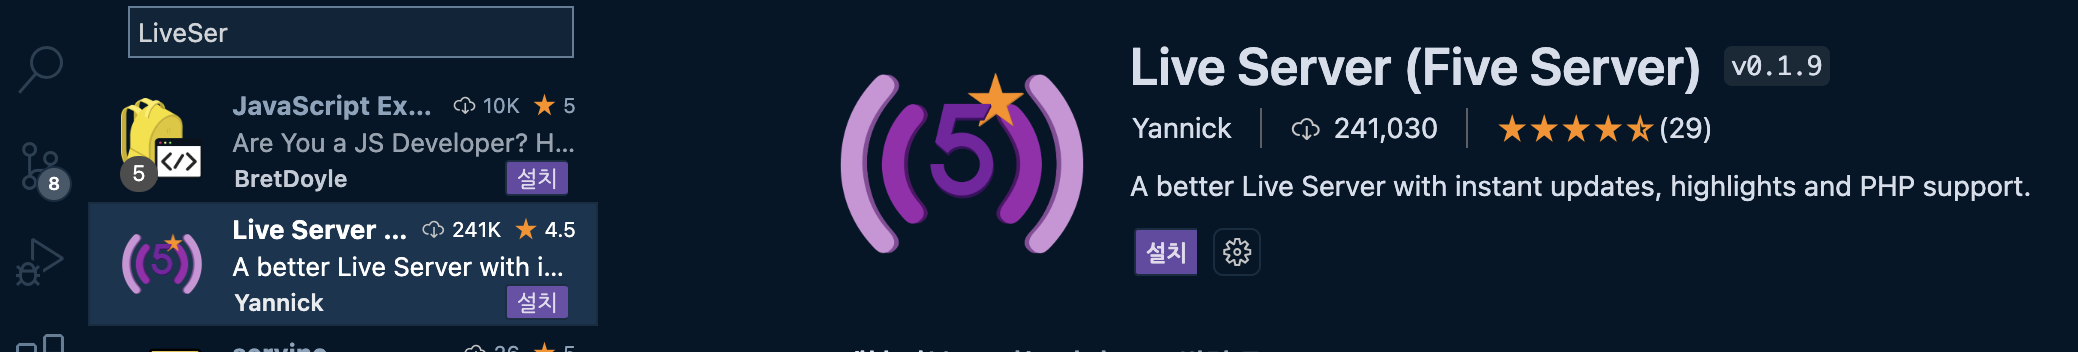 LiveSer
JavaScript Ex... 10K ★ 5
Are You a JS Developer? H...
5
BretDoyle 설치
8
Live Server ... 241K ★ 4.5
5
A better Live Server with i...
Yannick 설치
5
Live Server (Five Server) v0.1.9
Yannick 241,030 ★★★★⯪ (29)
A better Live Server with instant updates, highlights and PHP support.
설치